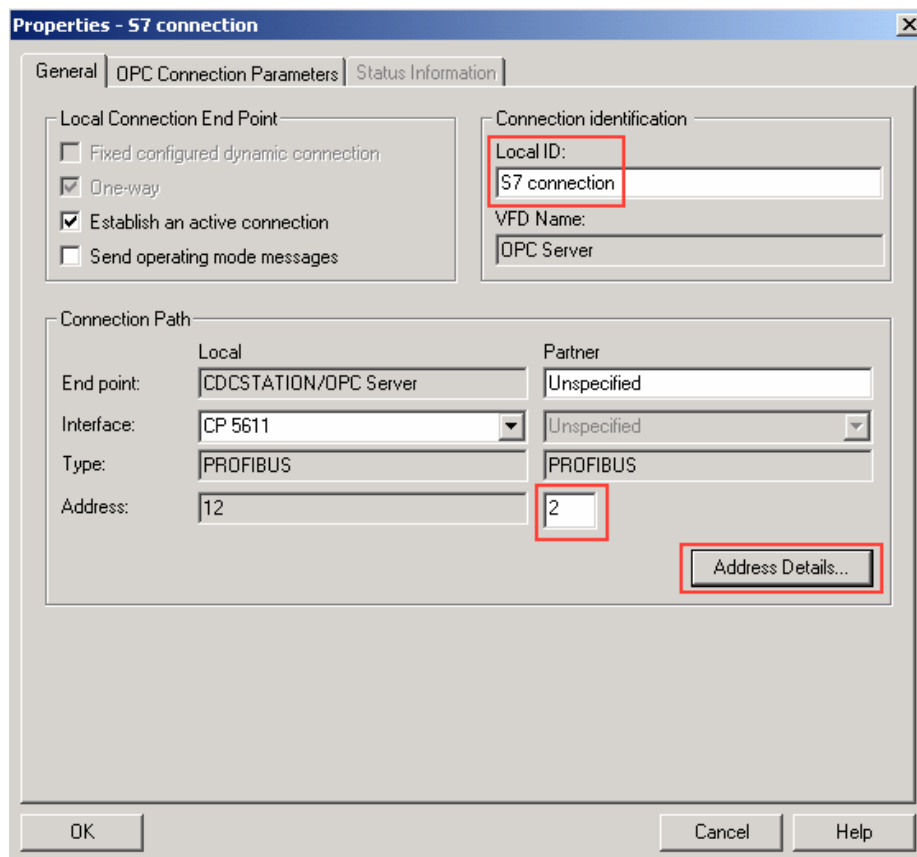 Properties - S7 connection
General OPC Connection Parameters Status Information
Local Connection End Point
Fixed configured dynamic connection
One-way
Establish an active connection
Send operating mode messages
Connection identification
Local ID:
S7 connection
VFD Name:
OPC Server
Connection Path
Local Partner
End point: CDCSTATION/OPC Server Unspecified
Interface: CP 5611 Unspecified
Type: PROFIBUS PROFIBUS
Address: 12 2
Address Details...
OK Cancel Help